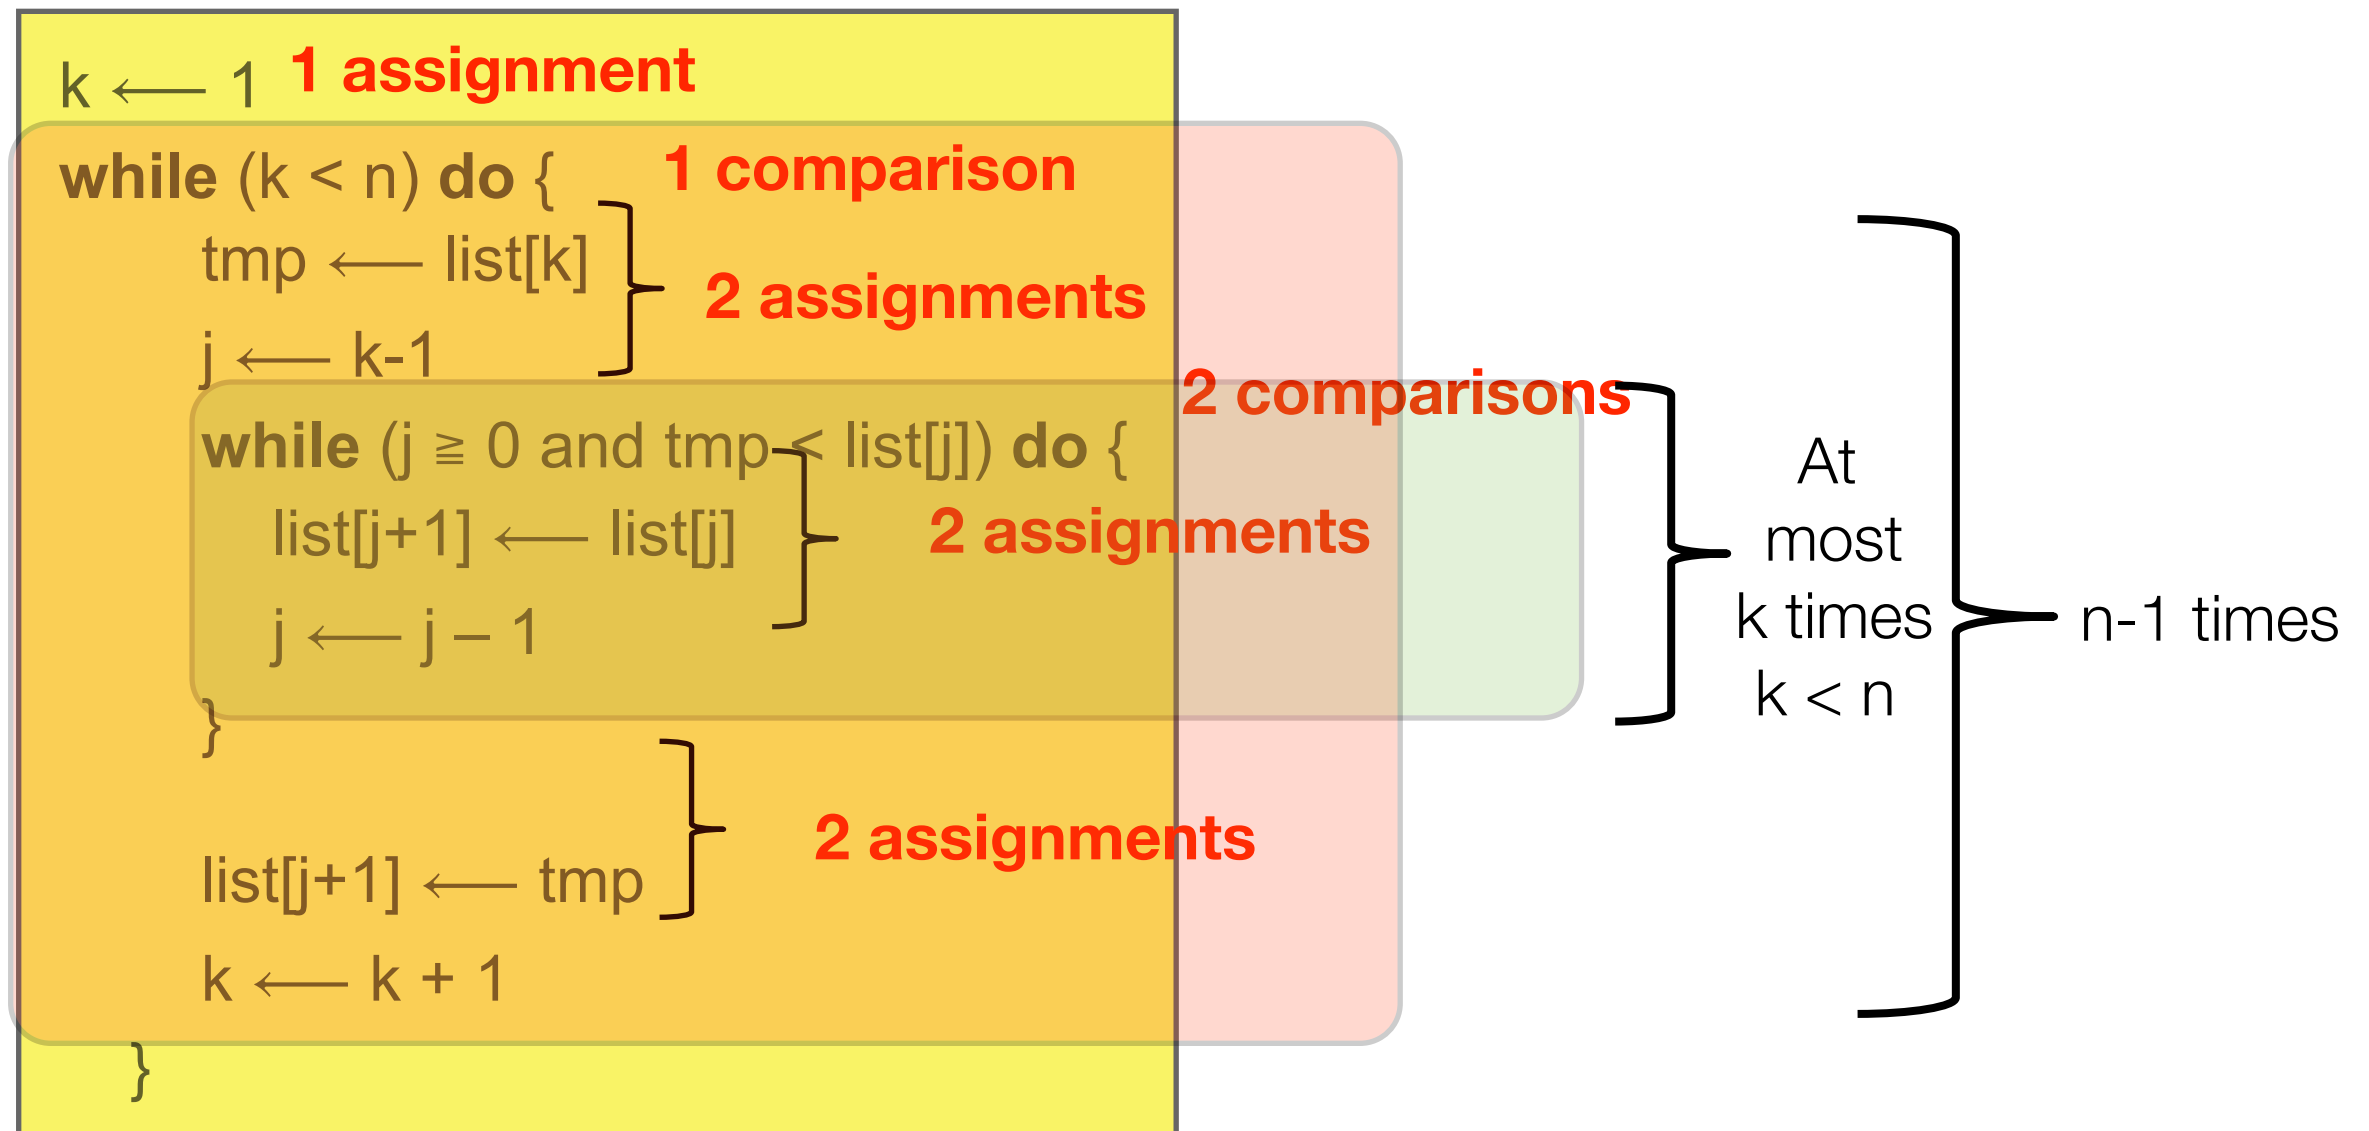 k ⟵ 1 1 assignment
while (k < n) do { 1 comparison
tmp ⟵ list[k]
2 assignments
j ⟵ k-1
2 comparisons
while (j ≧ 0 and tmp < list[j]) do {
list[j+1] ⟵ list[j] 2 assignments
j ⟵ j – 1
}
2 assignments
list[j+1] ⟵ tmp
k ⟵ k + 1
}
At
most
k times
k < n
n-1 times